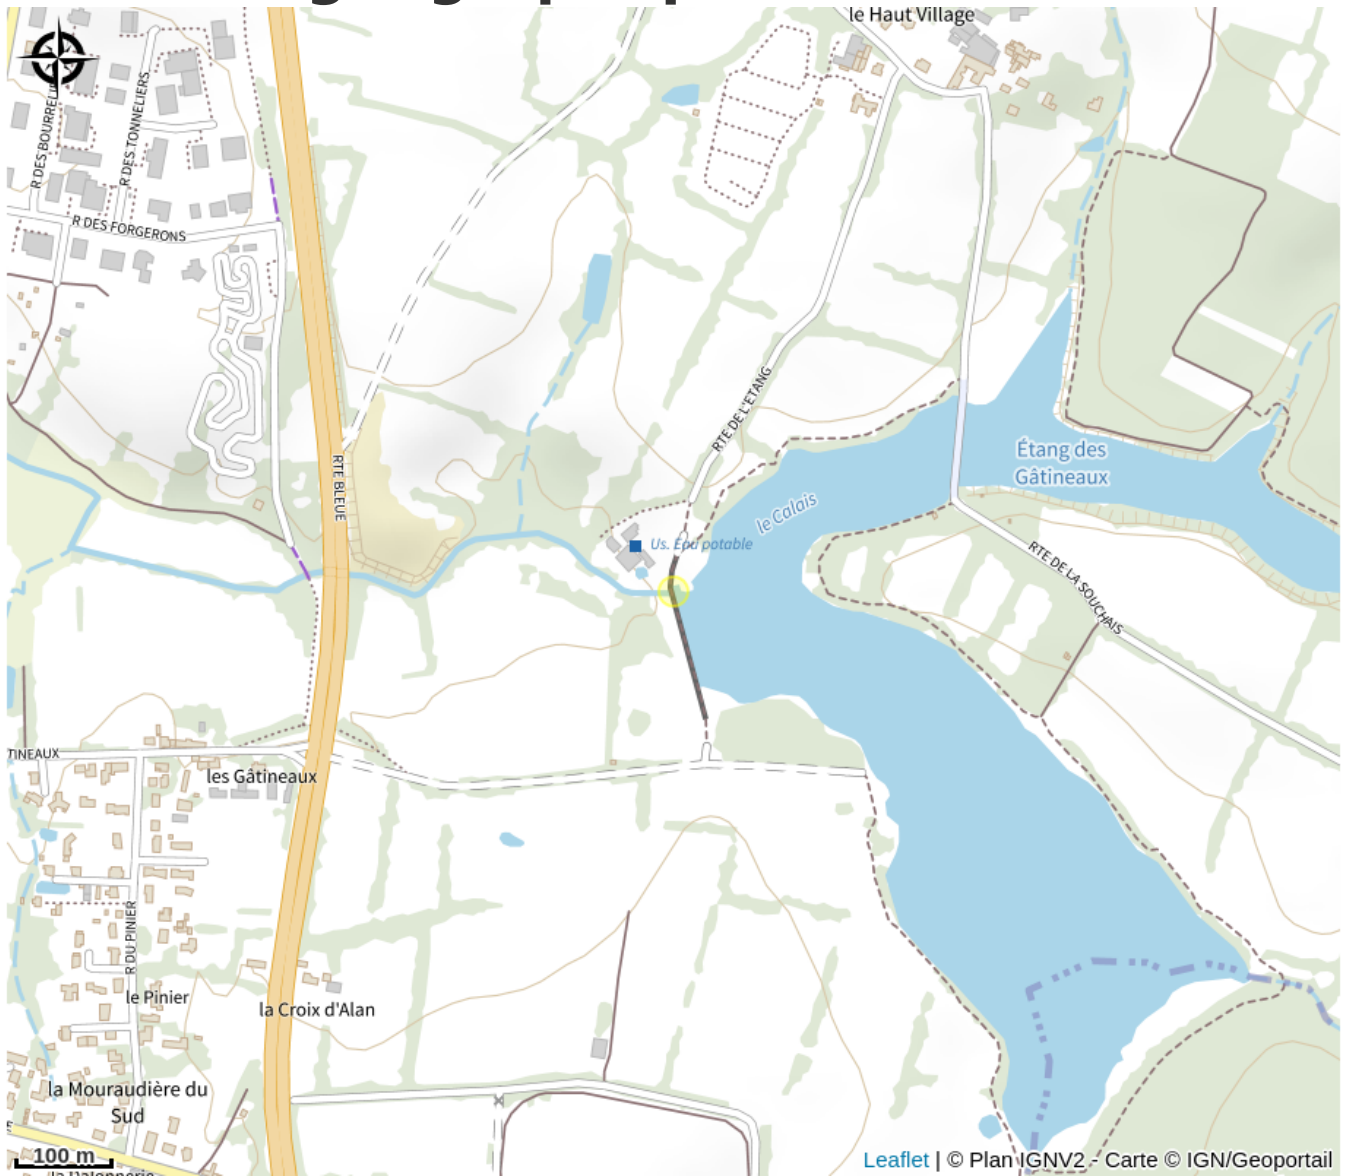 le Haut Village
R DES TONNELIERS
R DES FORGERONS
RTE DE L'ETANG
Étang des
Gâtineaux
RTE BLEUE
le Calais
Us. Eau potable
RTE DE LA SOUCHAIS
TINEAUX
les Gâtineaux
R DU PINIER
le Pinier
la Croix d'Alan
la Mouraudière du
Sud
100 m
Leaflet | © Plan IGNV2 - Carte © IGN/Geoportail